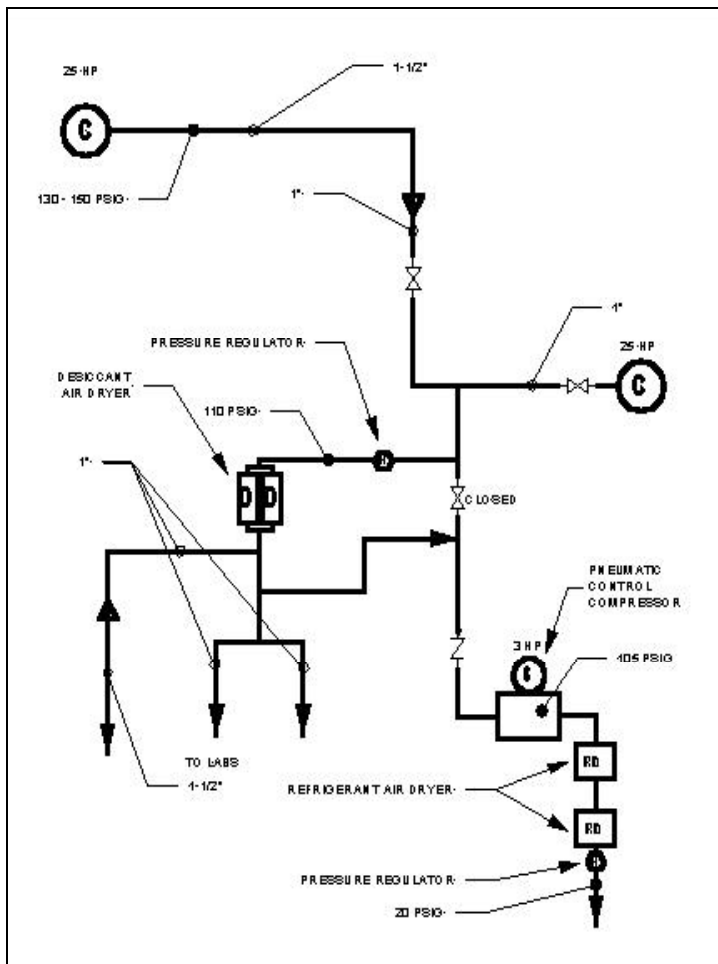 25-HP
1-1/2"
C
130 - 150 PSIG
1"
1"
PRESSURE REGULATOR
25-HP
C
DESICCANT
AIR DRYER
110 PSIG
1"
D D
CLOSED
PNEUMATIC
CONTROL
COMPRESSOR
3 HP
C
105 PSIG
TO LABS
1-1/2"
RD
REFRIGERANT AIR DRYER
RD
PRESSURE REGULATOR
20 PSIG